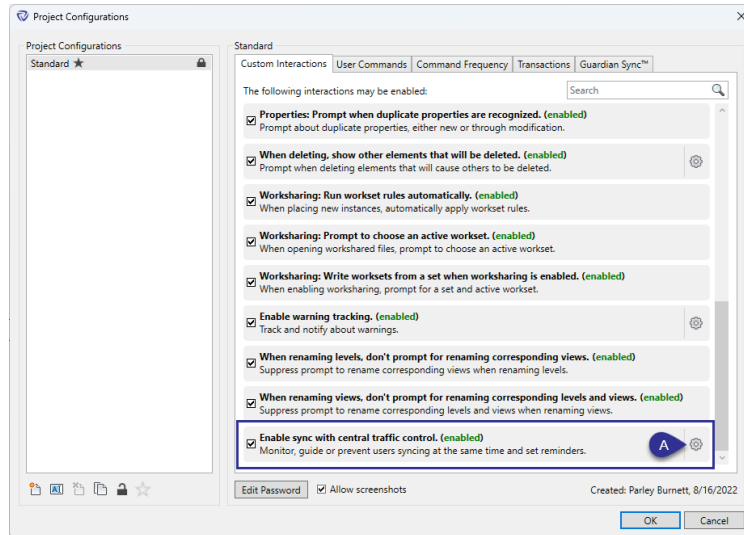 Project Configurations
Project Configurations
Standard ★
Standard
Custom Interactions
User Commands
Command Frequency
Transactions
Guardian Sync™
The following interactions may be enabled:
Search
Properties: Prompt when duplicate properties are recognized. (enabled)
Prompt about duplicate properties, either new or through modification.
When deleting, show other elements that will be deleted. (enabled)
Prompt when deleting elements that will cause others to be deleted.
Worksharing: Run workset rules automatically. (enabled)
When placing new instances, automatically apply workset rules.
Worksharing: Prompt to choose an active workset. (enabled)
When opening workshared files, prompt to choose an active workset.
Worksharing: Write worksets from a set when worksharing is enabled. (enabled)
When enabling worksharing, prompt for a set and active workset.
Enable warning tracking. (enabled)
Track and notify about warnings.
When renaming levels, don't prompt for renaming corresponding views. (enabled)
Suppress prompt to rename corresponding views when renaming levels.
When renaming views, don't prompt for renaming corresponding levels and views. (enabled)
Suppress prompt to rename corresponding levels and views when renaming views.
Enable sync with central traffic control. (enabled)
Monitor, guide or prevent users syncing at the same time and set reminders.
A
Edit Password
Allow screenshots
Created: Parley Burnett, 8/16/2022
OK
Cancel